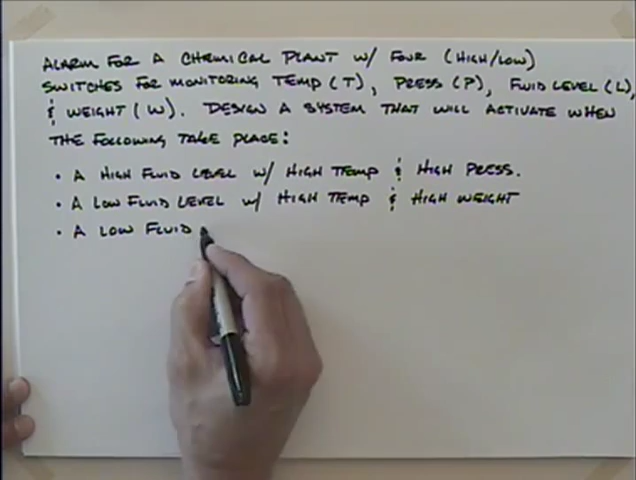 ALARM FOR A CHEMICAL PLANT W/ FOUR (HIGH/LOW)
SWITCHES FOR MONITORING TEMP (T), PRESS (P), FLUID LEVEL (L),
& WEIGHT (W). DESIGN A SYSTEM THAT WILL ACTIVATE WHEN
THE FOLLOWING TAKE PLACE:
• A HIGH FLUID LEVEL W/ HIGH TEMP & HIGH PRESS.
• A LOW FLUID LEVEL W/ HIGH TEMP & HIGH WEIGHT
• A LOW FLUID